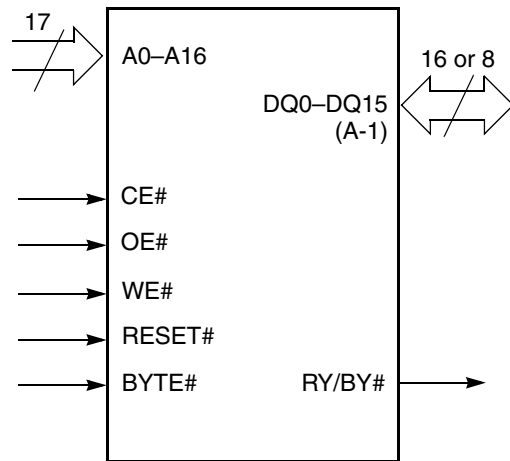 17
A0–A16
16 or 8
DQ0–DQ15
(A-1)
CE#
OE#
WE#
RESET#
BYTE#
RY/BY#